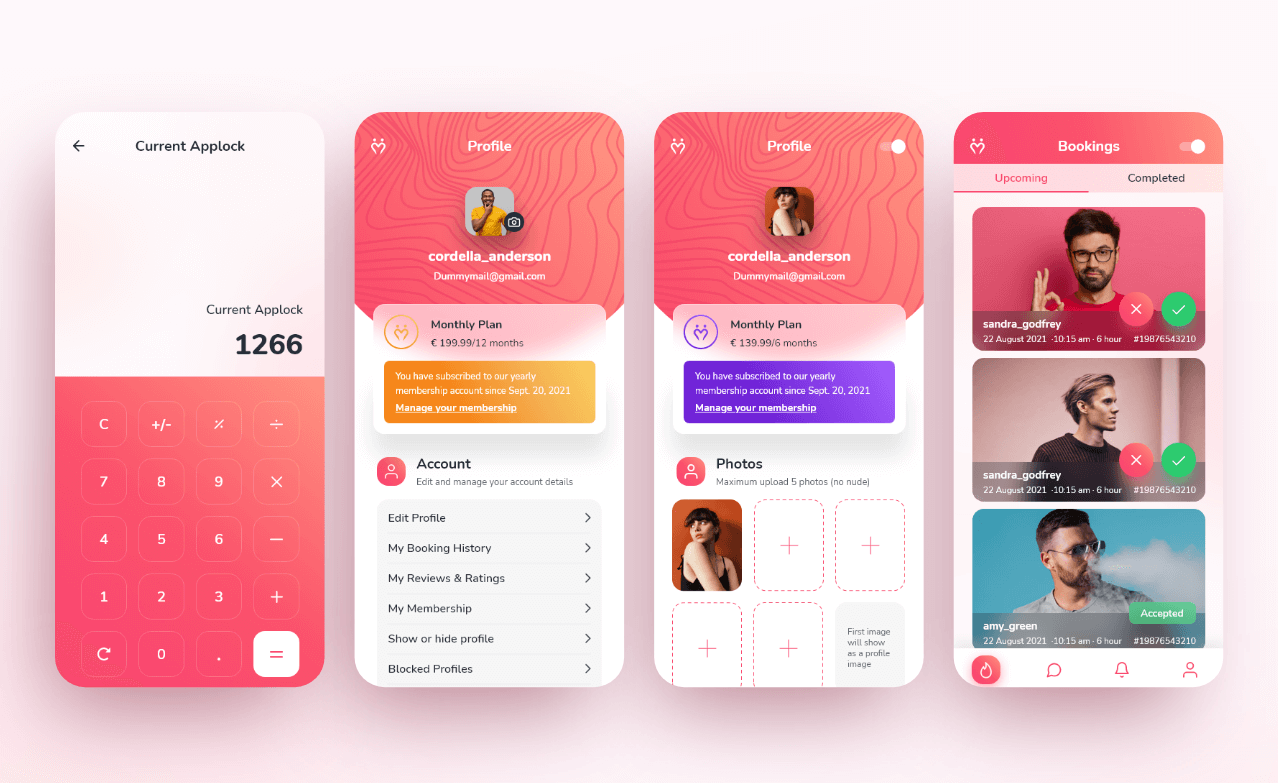 Current Applock
Current Applock
1266
C +/- ⁒ ÷
7 8 9 ×
4 5 6 −
1 2 3 +
0 . =
Profile
cordella_anderson
Dummymail@gmail.com
Monthly Plan
€ 199.99/12 months
You have subscribed to our yearly
membership account since Sept. 20, 2021
Manage your membership
Account
Edit and manage your account details
Edit Profile
My Booking History
My Reviews & Ratings
My Membership
Show or hide profile
Blocked Profiles
Profile
cordella_anderson
Dummymail@gmail.com
Monthly Plan
€ 139.99/6 months
You have subscribed to our yearly
membership account since Sept. 20, 2021
Manage your membership
Photos
Maximum upload 5 photos (no nude)
First image
will show
as a profile
image
Bookings
Upcoming Completed
sandra_godfrey
22 August 2021 ·10:15 am · 6 hour #19876543210
sandra_godfrey
22 August 2021 ·10:15 am · 6 hour #19876543210
Accepted
amy_green
22 August 2021 ·10:15 am · 6 hour #19876543210